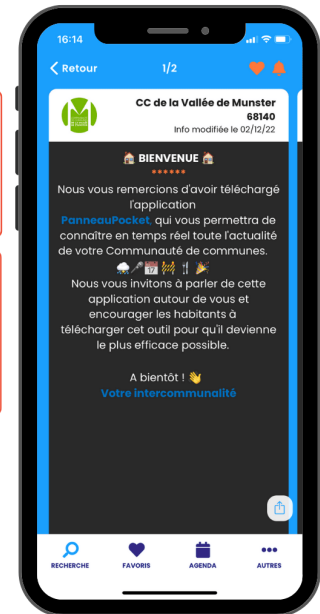 16:14
Retour
1/2
CC de la Vallée de Munster
68140
Info modifiée le 02/12/22
BIENVENUE
******
Nous vous remercions d'avoir téléchargé
l'application
PanneauPocket, qui vous permettra de
connaître en temps réel toute l'actualité
de votre Communauté de communes.
Nous vous invitons à parler de cette
application autour de vous et
encourager les habitants à
télécharger cet outil pour qu'il devienne
le plus efficace possible.
A bientôt !
Votre intercommunalité
RECHERCHE
FAVORIS
AGENDA
AUTRES